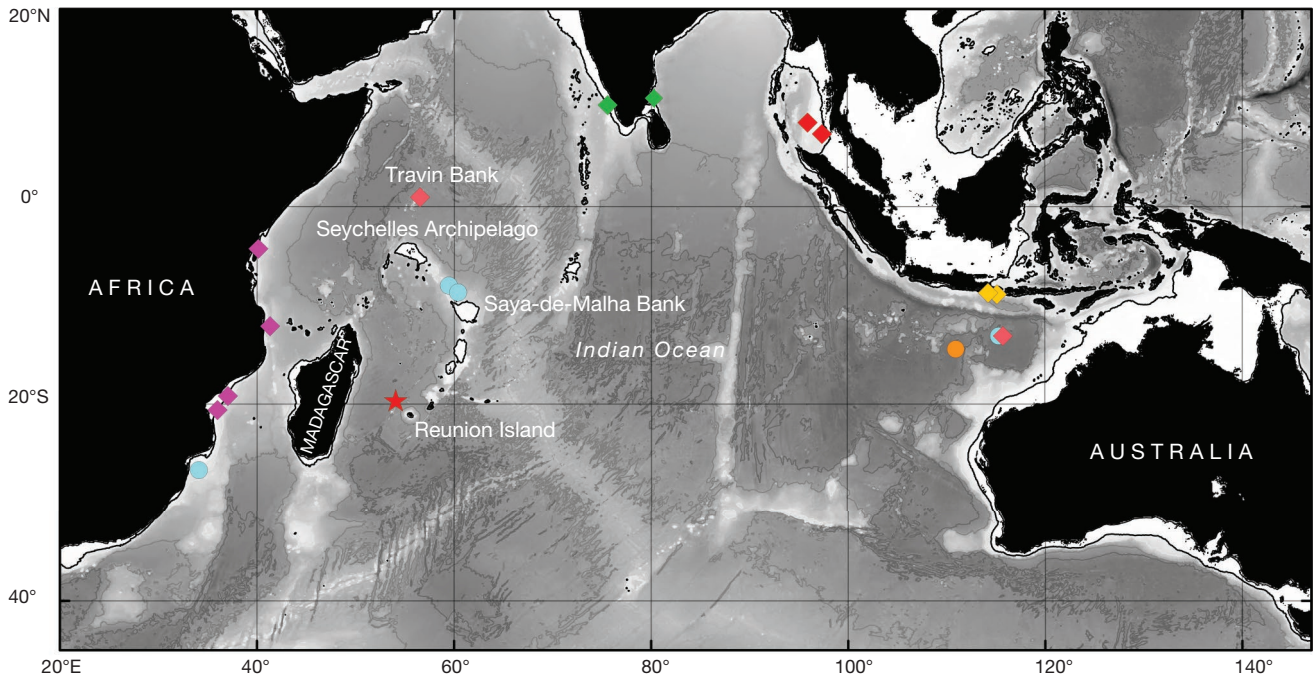 20°N
Travin Bank
0°
Seychelles Archipelago
AFRICA
Saya-de-Malha Bank
Indian Ocean
MADAGASCAR
20°S
Reunion Island
AUSTRALIA
40°
20°E
40°
60°
80°
100°
120°
140°